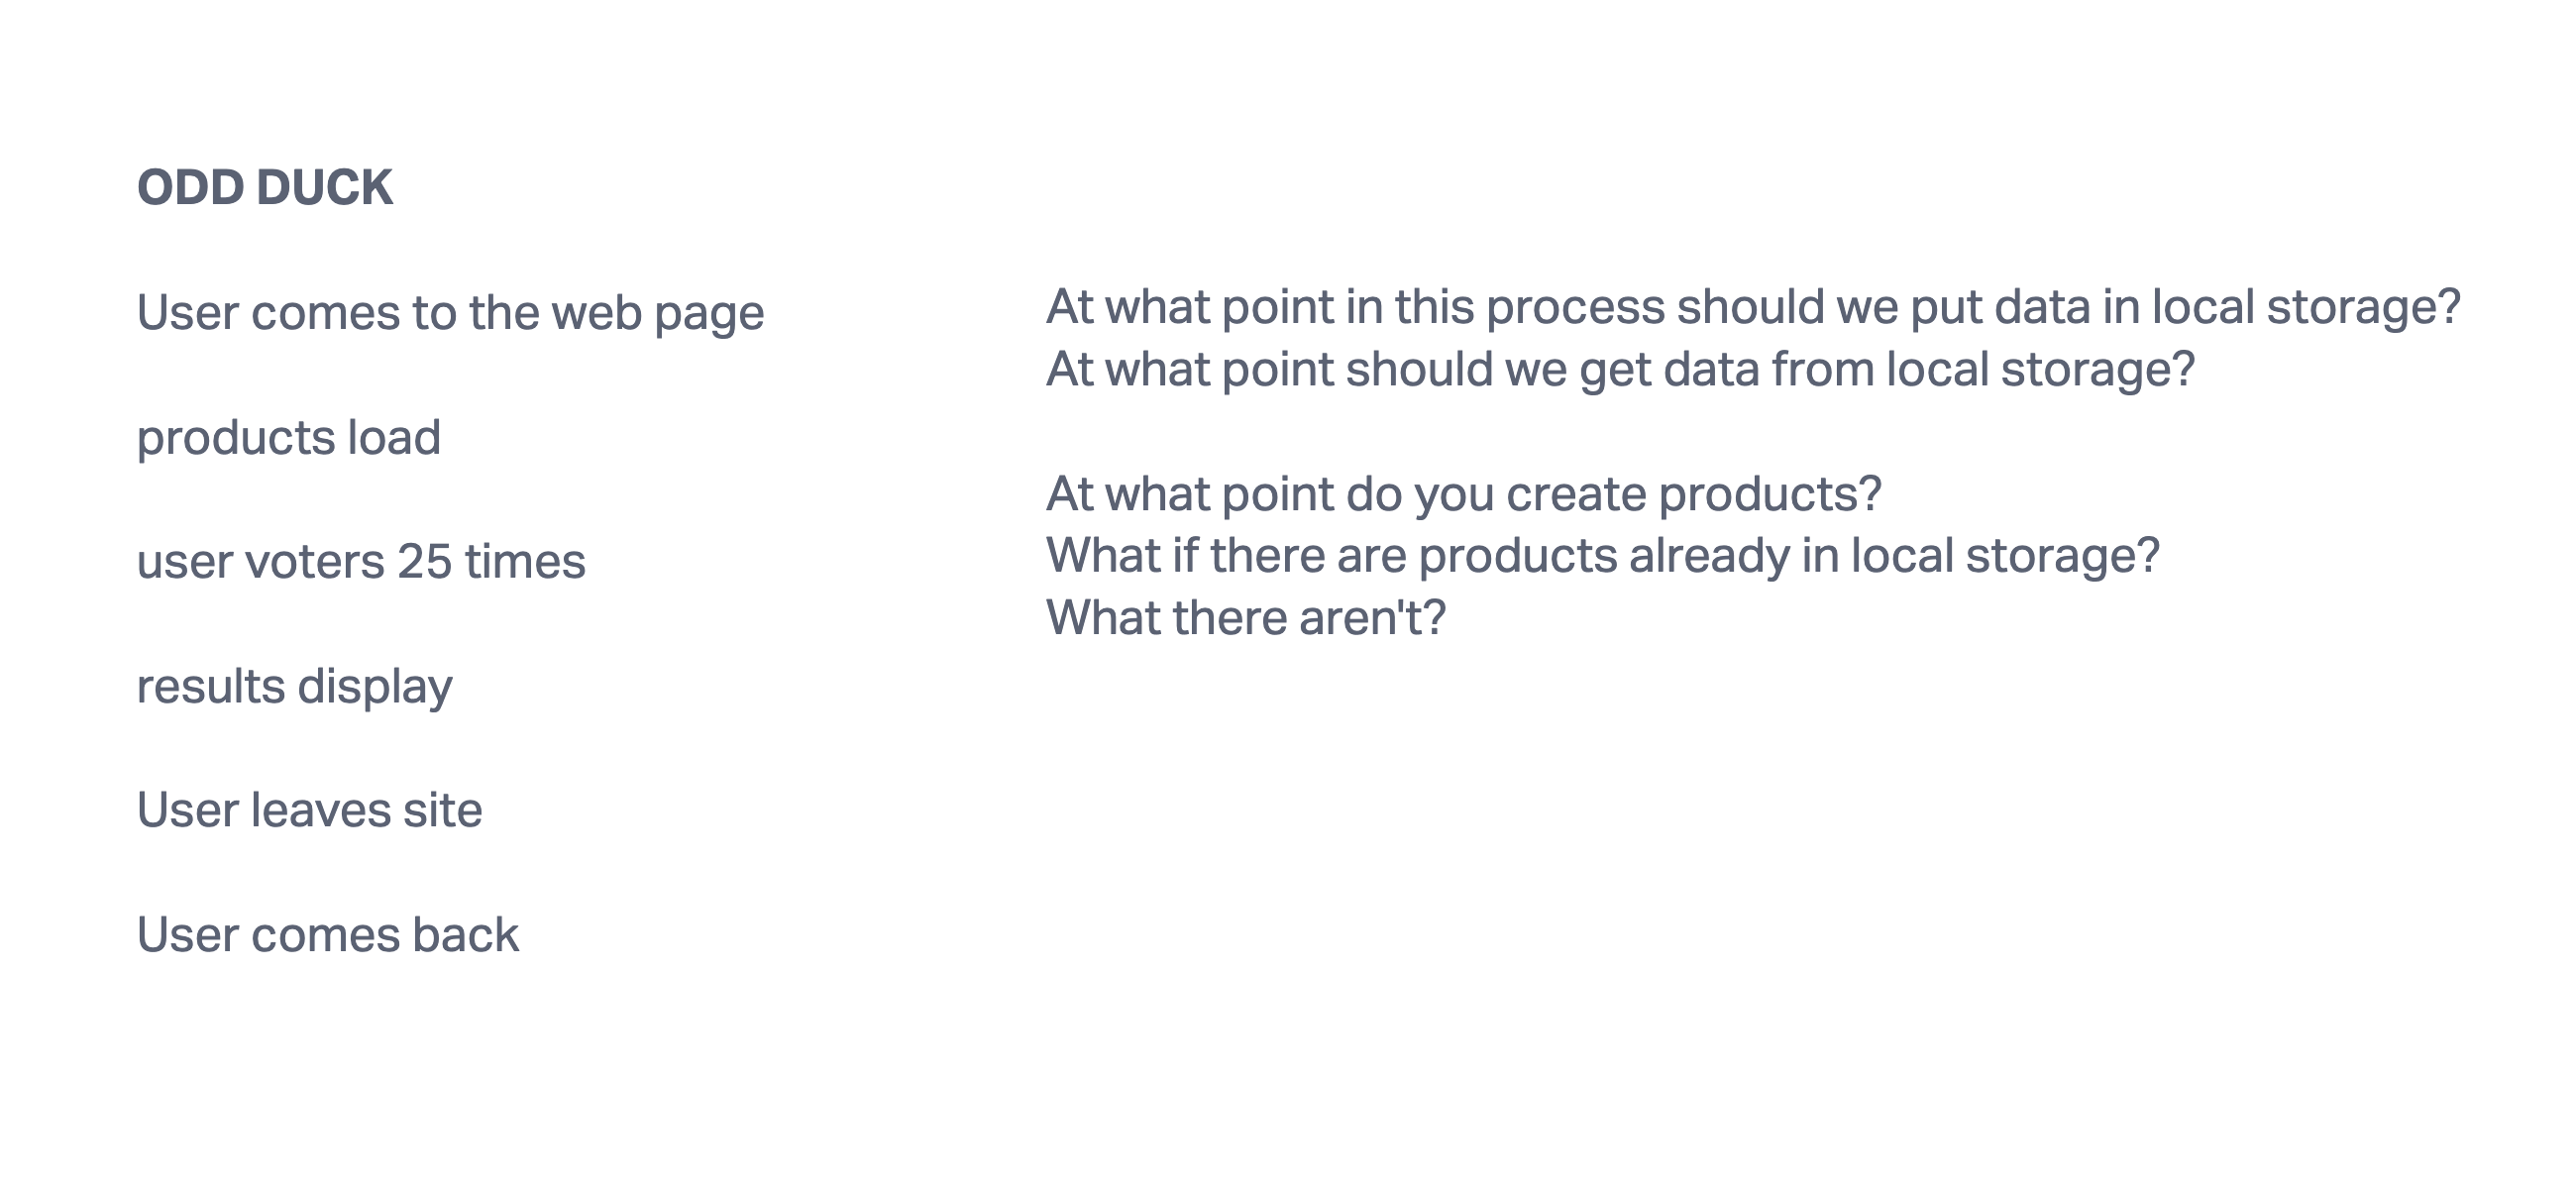 ODD DUCK
User comes to the web page
products load
user voters 25 times
results display
User leaves site
User comes back
At what point in this process should we put data in local storage?
At what point should we get data from local storage?
At what point do you create products?
What if there are products already in local storage?
What there aren't?